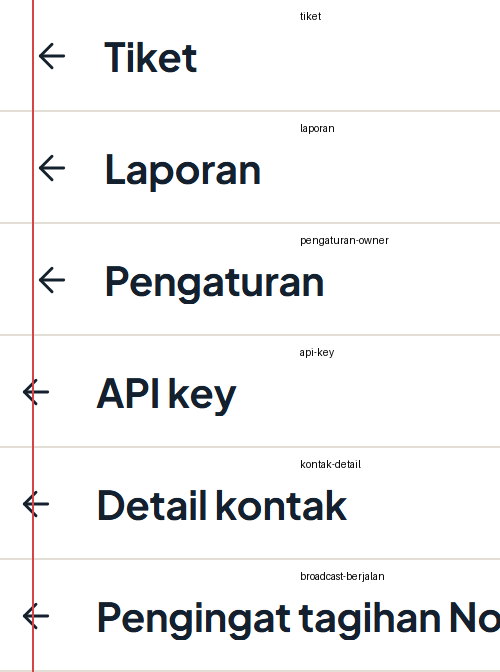 tiket
Tiket
laporan
Laporan
pengaturan-owner
Pengaturan
api-key
API key
kontak-detail
Detail kontak
broadcast-berjalan
Pengingat tagihan No